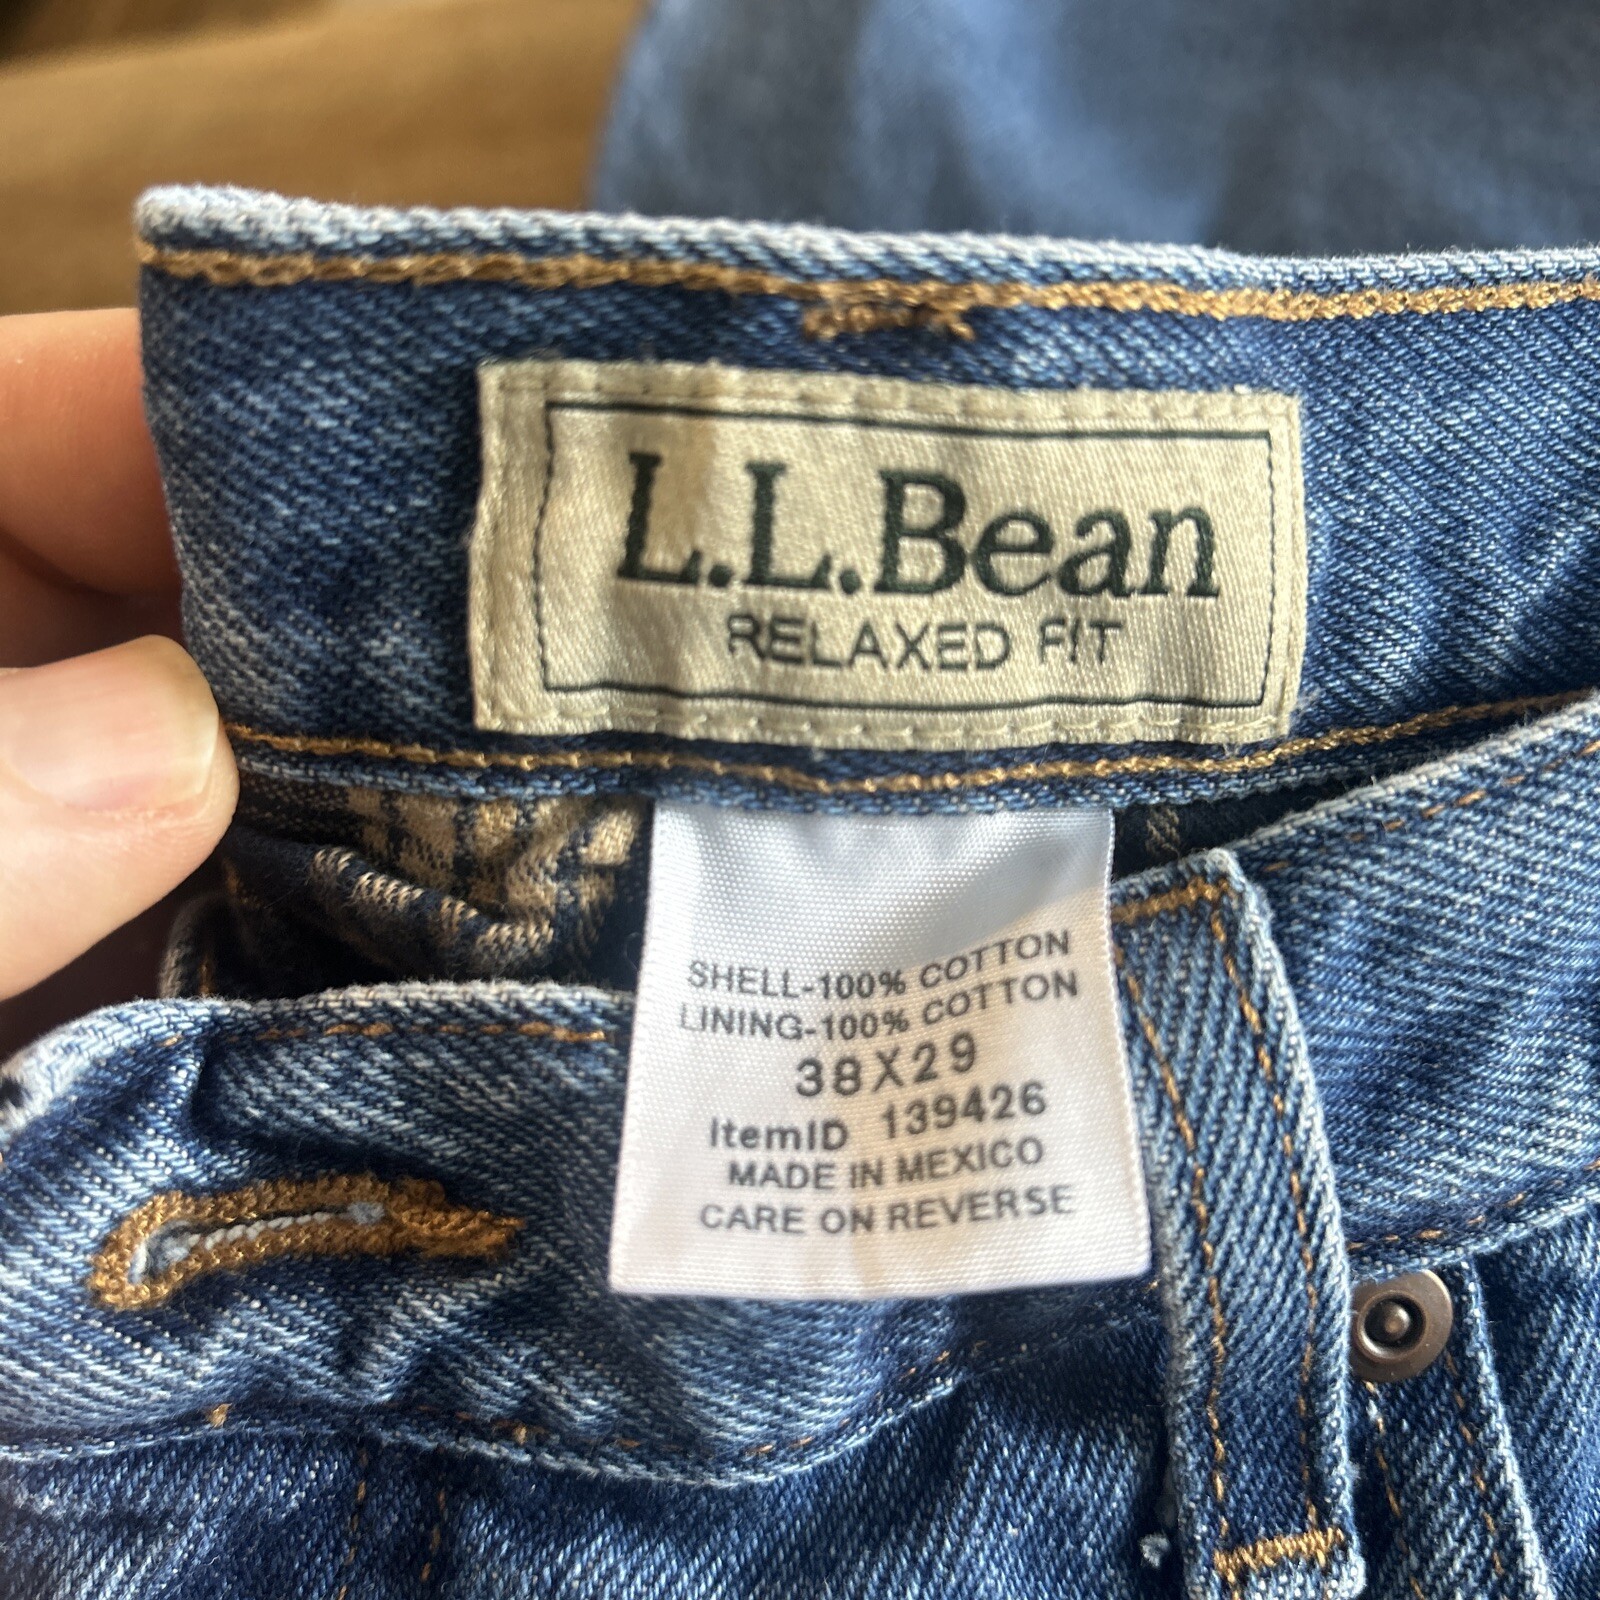 L.L.Bean
RELAXED FIT
SHELL-100% COTTON
LINING-100% COTTON
38X29
ItemID 139426
MADE IN MEXICO
CARE ON REVERSE